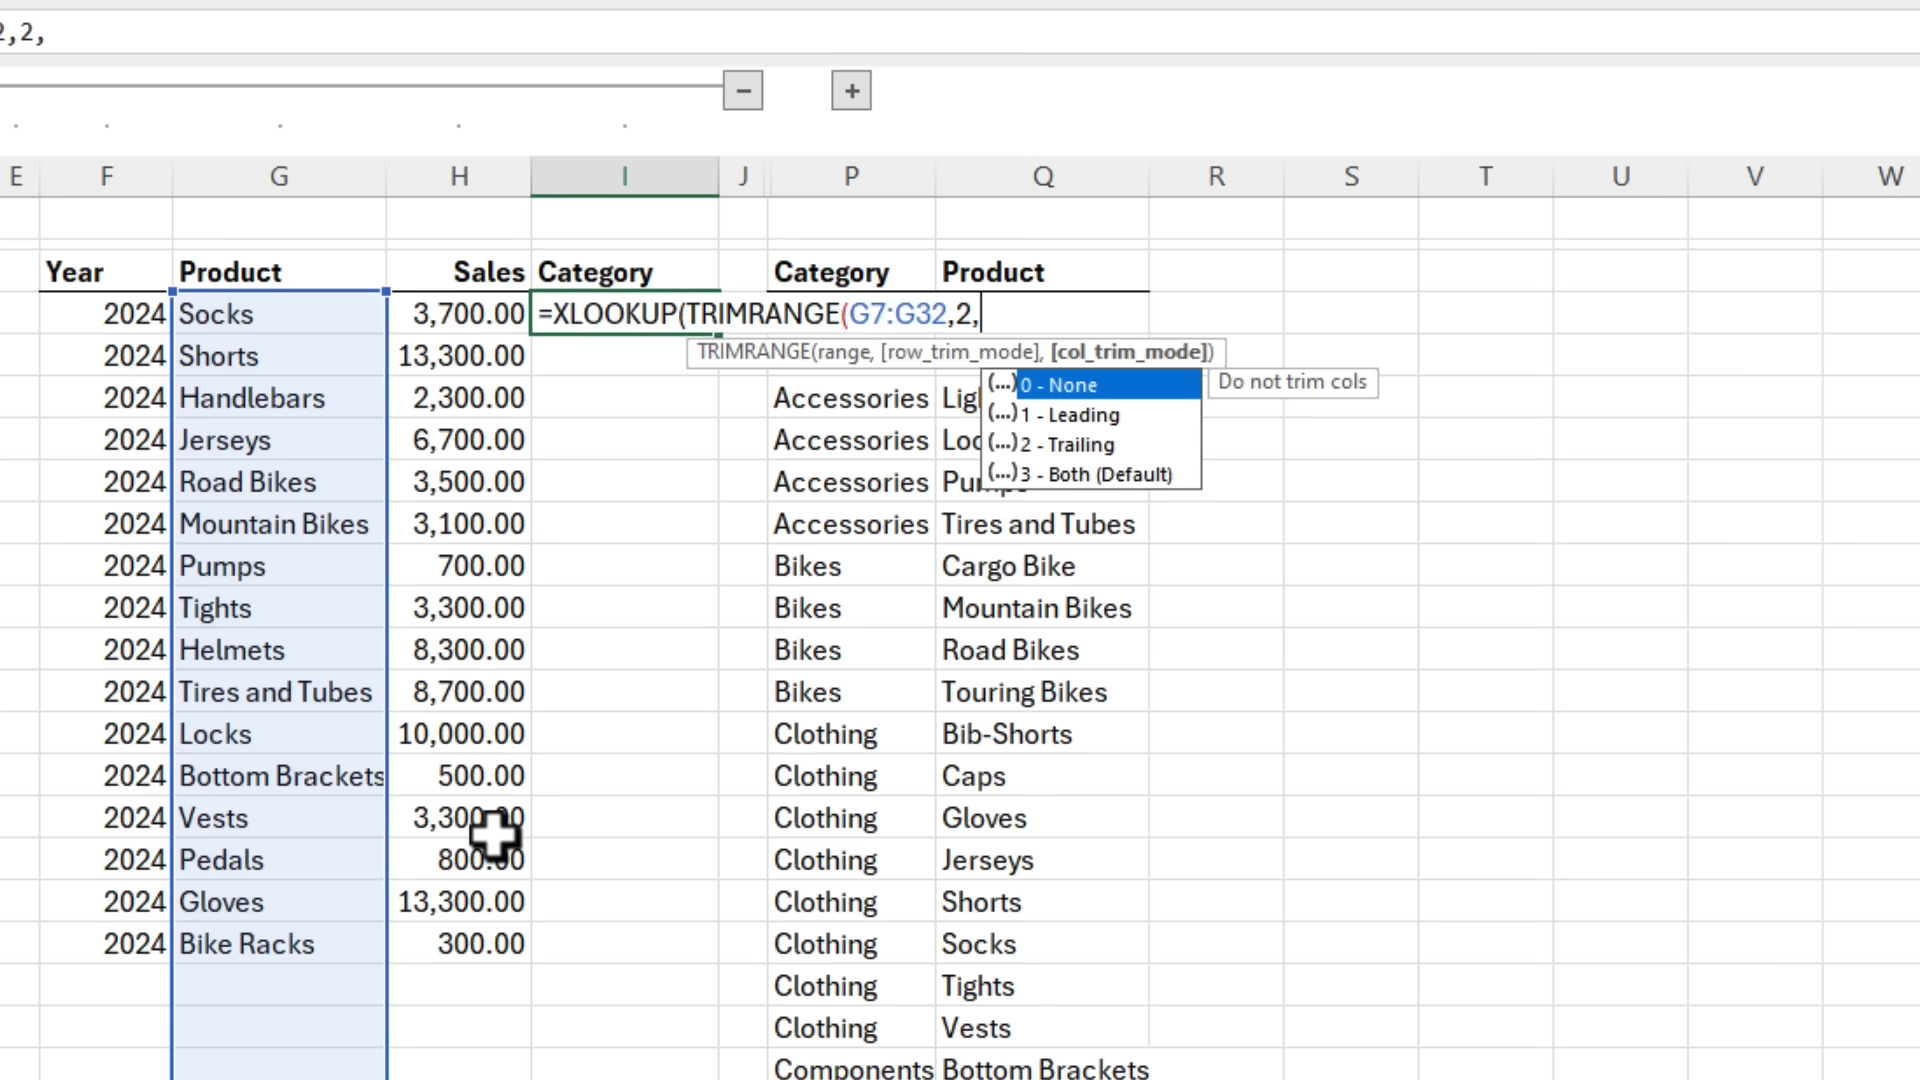 2,2,
− +
E F G H I J P Q R S T U V W
Year Product Sales Category Category Product
2024 Socks 3,700.00 =XLOOKUP(TRIMRANGE(G7:G32,2,
TRIMRANGE(range, [row_trim_mode], [col_trim_mode])
2024 Shorts 13,300.00
(...) 0 - None Do not trim cols
2024 Handlebars 2,300.00 Accessories
(...) 1 - Leading
2024 Jerseys 6,700.00 Accessories
(...) 2 - Trailing
2024 Road Bikes 3,500.00 Accessories Pumps
(...) 3 - Both (Default)
2024 Mountain Bikes 3,100.00 Accessories Tires and Tubes
2024 Pumps 700.00 Bikes Cargo Bike
2024 Tights 3,300.00 Bikes Mountain Bikes
2024 Helmets 8,300.00 Bikes Road Bikes
2024 Tires and Tubes 8,700.00 Bikes Touring Bikes
2024 Locks 10,000.00 Clothing Bib-Shorts
2024 Bottom Brackets 500.00 Clothing Caps
2024 Vests 3,300.00 Clothing Gloves
2024 Pedals 800.00 Clothing Jerseys
2024 Gloves 13,300.00 Clothing Shorts
2024 Bike Racks 300.00 Clothing Socks
Clothing Tights
Clothing Vests
Components Bottom Brackets